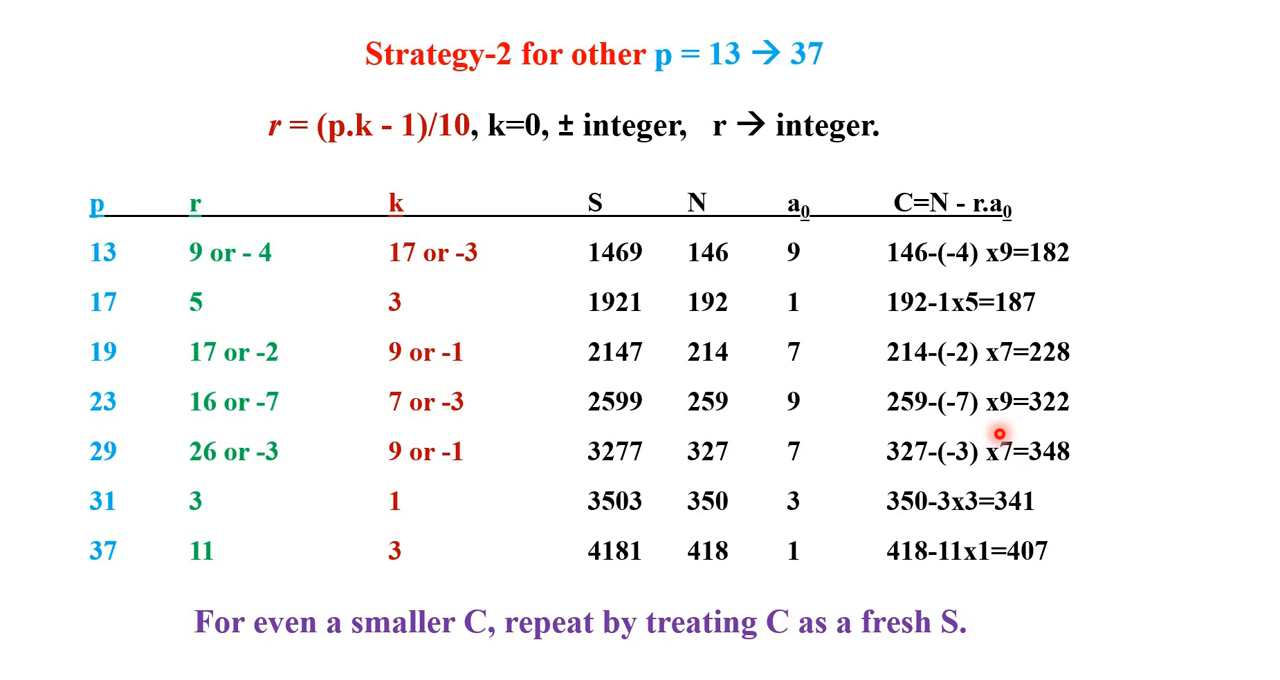 Strategy-2 for other p = 13 → 37
r = (p.k - 1)/10, k=0, ± integer, r → integer.
p r k S N a₀ C=N - r.a₀
13 9 or - 4 17 or -3 1469 146 9 146-(-4) x9=182
17 5 3 1921 192 1 192-1x5=187
19 17 or -2 9 or -1 2147 214 7 214-(-2) x7=228
23 16 or -7 7 or -3 2599 259 9 259-(-7) x9=322
29 26 or -3 9 or -1 3277 327 7 327-(-3) x7=348
31 3 1 3503 350 3 350-3x3=341
37 11 3 4181 418 1 418-11x1=407
For even a smaller C, repeat by treating C as a fresh S.